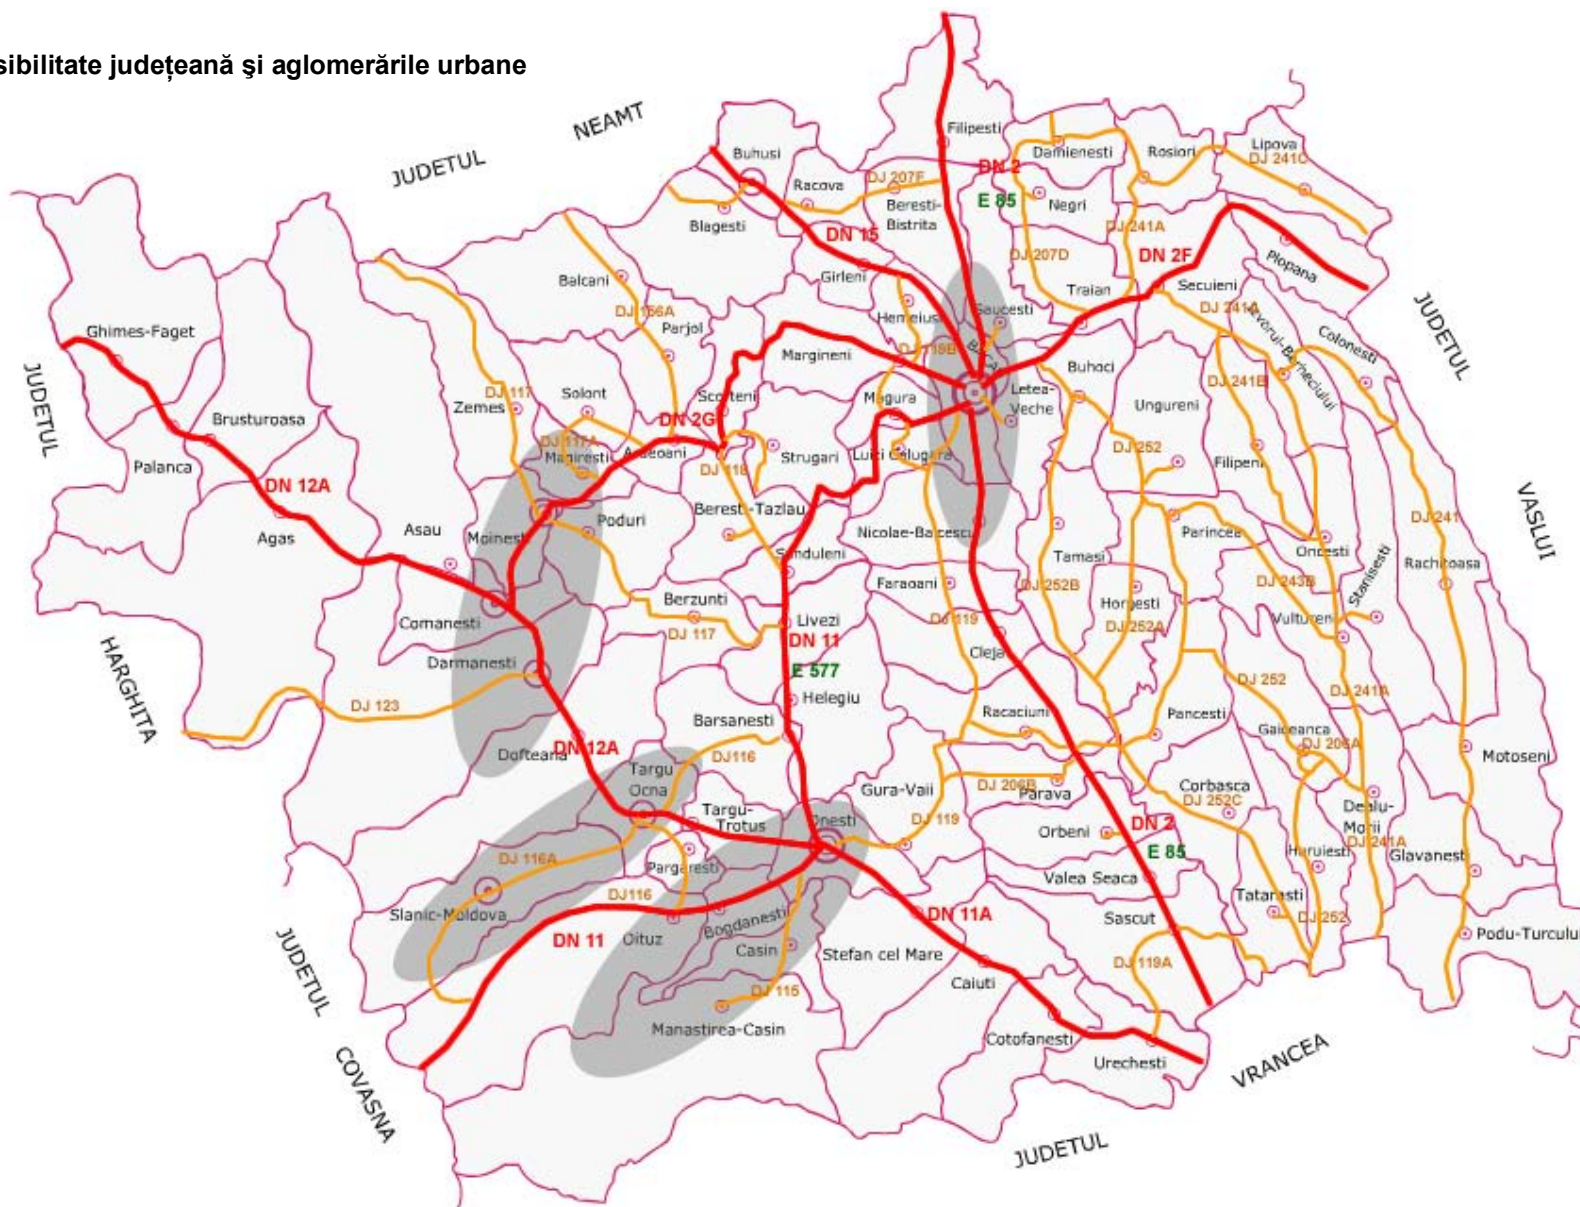 sibilitate județeană şi aglomerările urbane
JUDETUL
NEAMT
Filipesti
Buhusi
Damienesti
Rosiori
Lipova
DJ 241C
DN 2
Racova
DJ 207F
E 85
Negri
Beresti-
Bistrita
Blagesti
DJ 241A
DN 15
DN 2F
DJ 207D
Plopana
Girleni
Balcani
Traian
Secuieni
JUDETUL
Hemeiusi
Saucesti
DJ 241A
DJ 156A
Ghimes-Faget
Parjol
Margineni
Colonesti
Buhoci
JUDETUL
DJ 117
Solont
Scorteni
Magura
Letea-
Veche
DJ 241B
Zemes
Brusturoasa
DN 2G
Ungureni
DJ 117A
Magiresti
Ardeoani
Strugari
Luizi Calugara
DJ 252
Filipeni
Palanca
DJ 118
DN 12A
VASLUI
Beresti-Tazlau
Poduri
Nicolae-Balcescu
Parincea
DJ 241
Asau
Moinesti
Agas
Sanduleni
Tamasi
Oncesti
Stanisesti
Rachitoasa
Faraoani
DJ 252B
DJ 243B
Berzunti
Horgesti
Comanesti
Livezi
DJ 119
DJ 252A
Vultureni
DJ 117
DN 11
Cleja
HARGHITA
Darmanesti
E 577
DJ 252
DJ 241A
Helegiu
DJ 123
Barsanesti
Racaciuni
Pancesti
Gaiceanca
DJ 206A
Dofteana
DN 12A
DJ116
Motoseni
Targu
Ocna
Gura-Vaii
DJ 206B
Parava
Corbasca
DJ 252C
Targu-
Trotus
Onesti
DJ 119
Orbeni
DN 2
Dealu-
Morii
DJ 241A
E 85
Huruiesti
Glavanesti
DJ 116A
Pargaresti
Valea Seaca
DJ116
Tatarasti
Slanic-Moldova
DN 11A
Sascut
DJ 252
Bogdanesti
DN 11
Oituz
Casin
Stefan cel Mare
Podu-Turcului
DJ 119A
JUDETUL
Caiuti
DJ 115
Manastirea-Casin
Cotofanesti
Urechesti
VRANCEA
COVASNA
JUDETUL